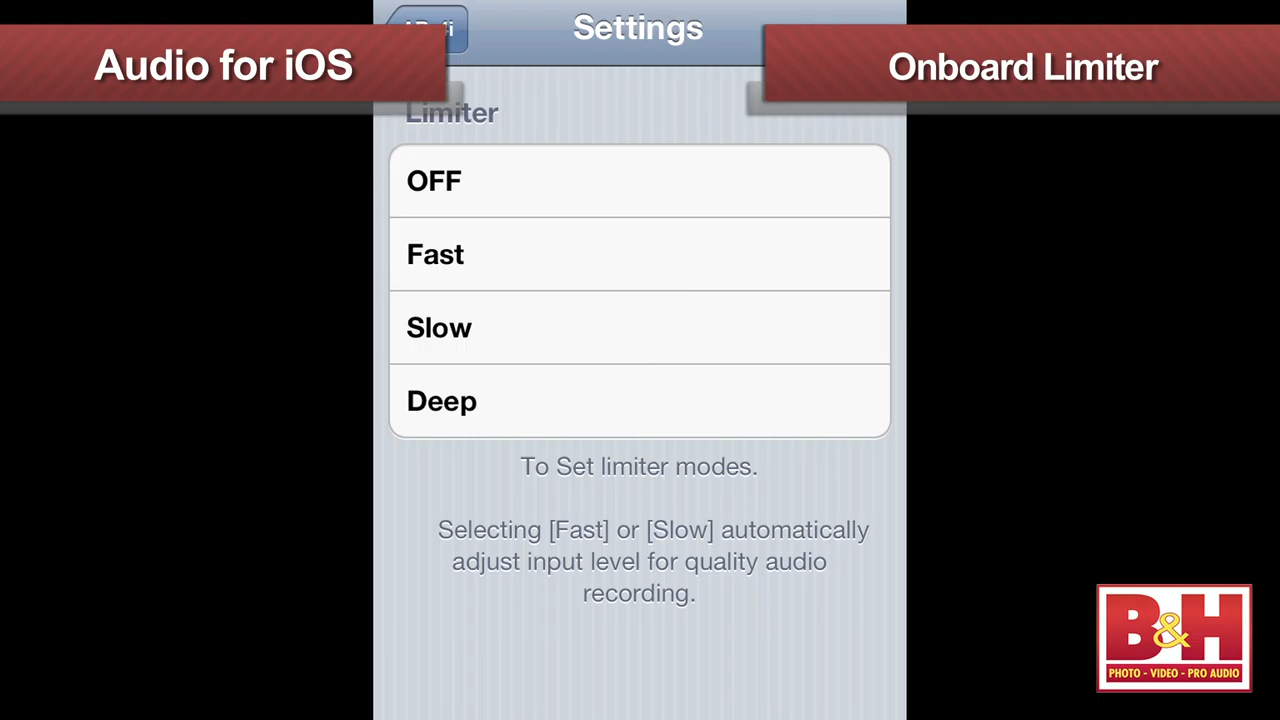 Settings
Audio for iOS
Onboard Limiter
Limiter
OFF
Fast
Slow
Deep
To Set limiter modes.
Selecting [Fast] or [Slow] automatically
adjust input level for quality audio
recording.
B&H
PHOTO - VIDEO - PRO AUDIO